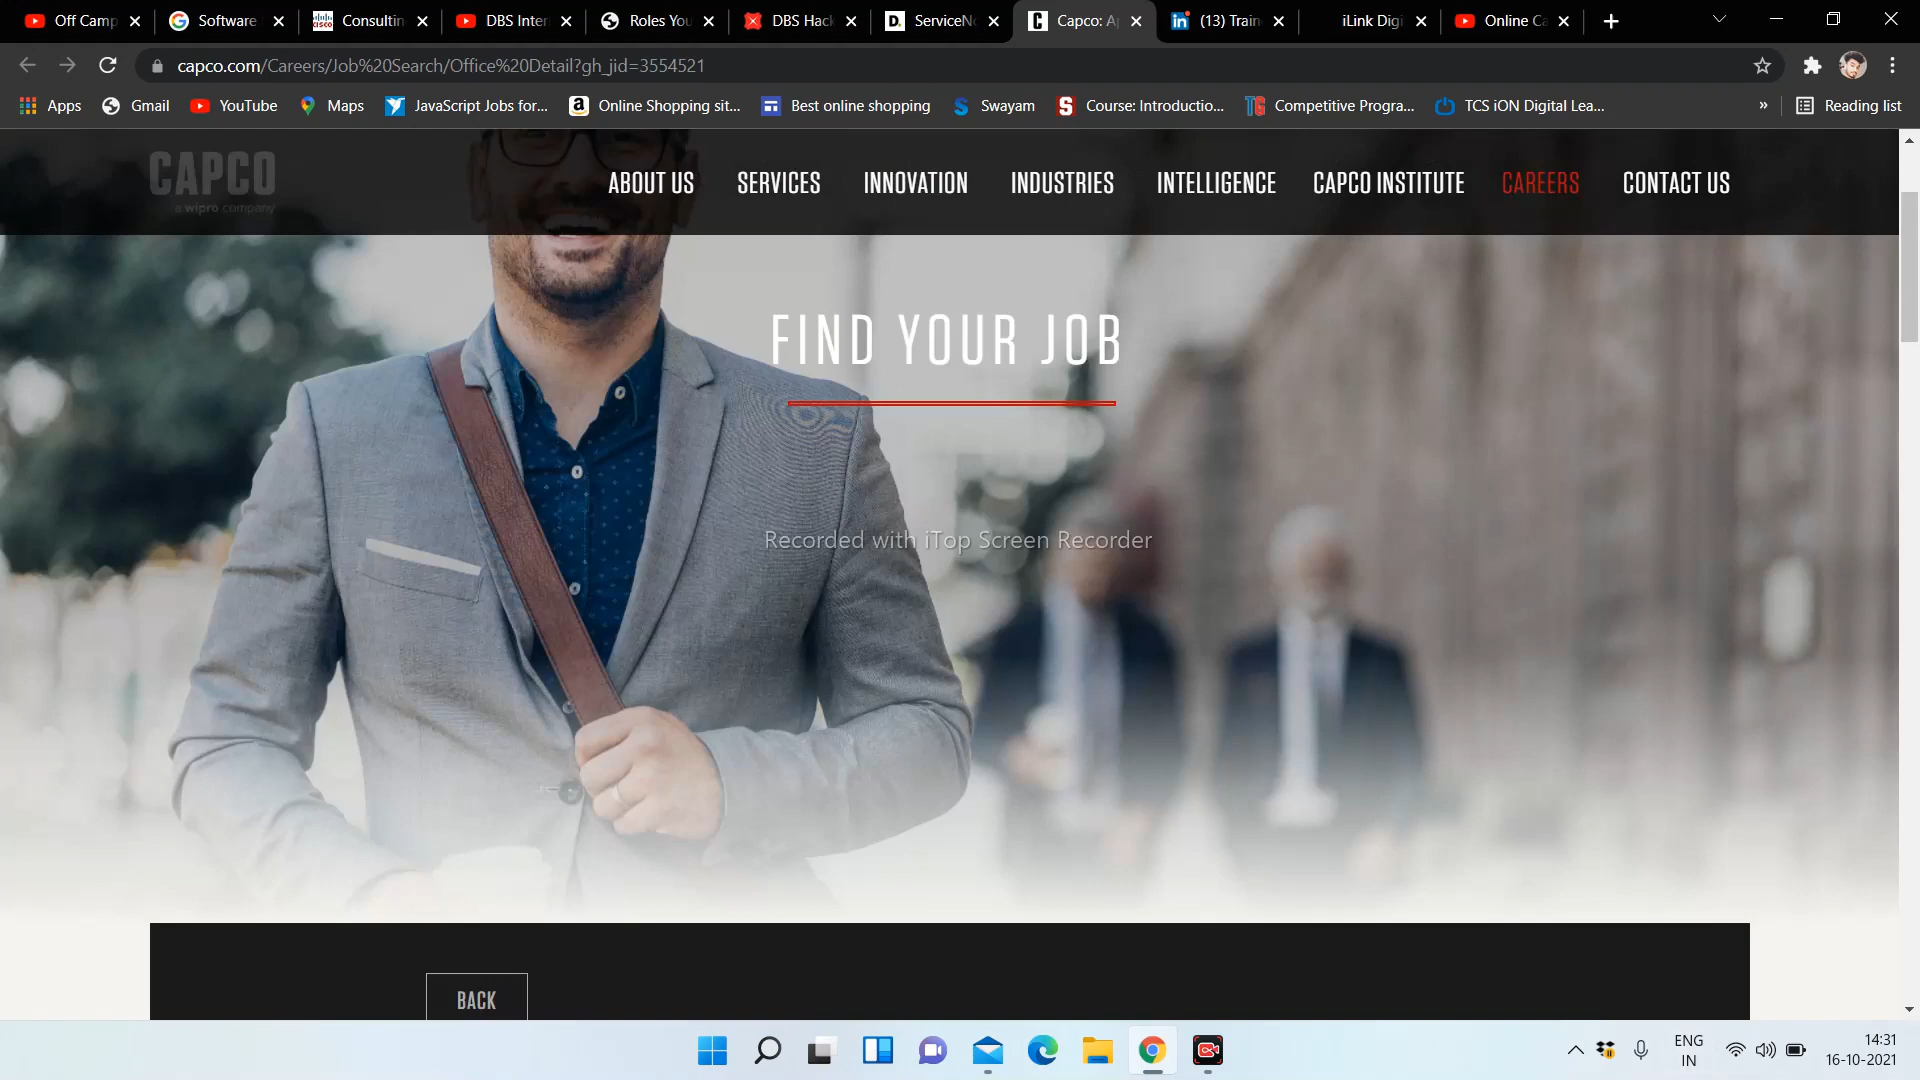 Off Camp
Software
Consultin
DBS Inter
Roles You
DBS Hack
ServiceNo
Capco: Ap
(13) Train
iLink Digi
Online Ca
capco.com/Careers/Job%20Search/Office%20Detail?gh_jid=3554521
Apps
Gmail
YouTube
Maps
JavaScript Jobs for...
Online Shopping sit...
Best online shopping
Swayam
Course: Introductio...
Competitive Progra...
TCS iON Digital Lea...
»
Reading list
CAPCO
a wipro company
ABOUT US
SERVICES
INNOVATION
INDUSTRIES
INTELLIGENCE
CAPCO INSTITUTE
CAREERS
CONTACT US
FIND YOUR JOB
Recorded with iTop Screen Recorder
BACK
ENG
IN
14:31
16-10-2021